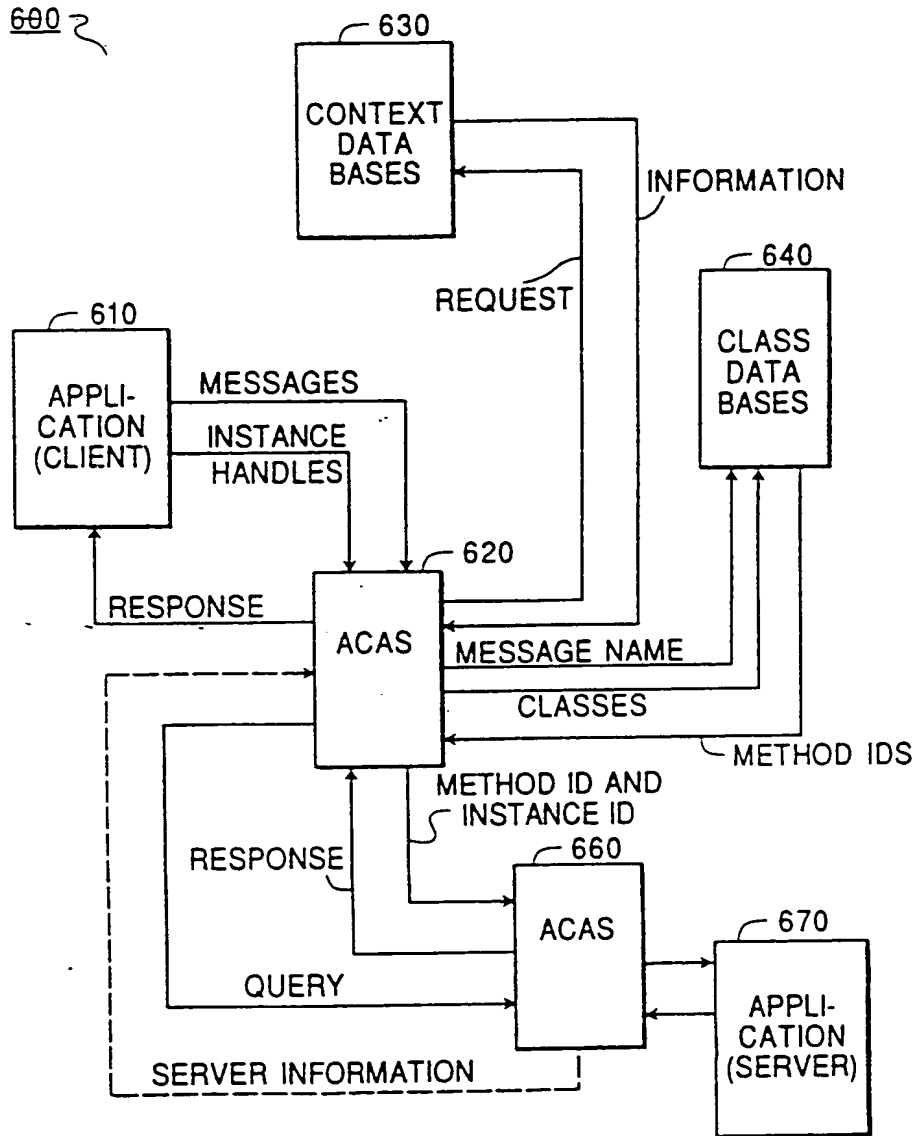 600
630
CONTEXT
DATA
BASES
INFORMATION
640
REQUEST
CLASS
DATA
BASES
610
APPLI-
CATION
(CLIENT)
MESSAGES
INSTANCE
HANDLES
620
RESPONSE
ACAS
MESSAGE NAME
CLASSES
METHOD IDS
METHOD ID AND
INSTANCE ID
RESPONSE
660
ACAS
670
QUERY
APPLI-
CATION
(SERVER)
SERVER INFORMATION